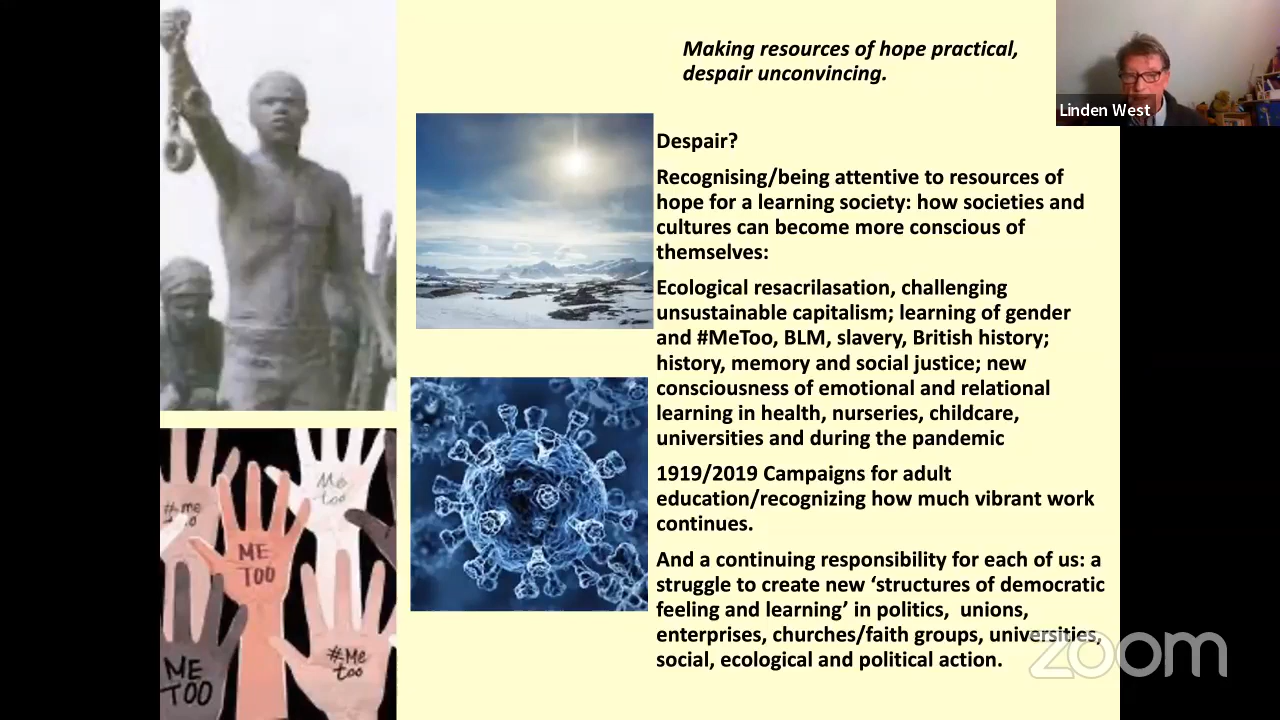 Making resources of hope practical,
despair unconvincing.
Linden West
Despair?
Recognising/being attentive to resources of
hope for a learning society: how societies and
cultures can become more conscious of
themselves:
Ecological resacrilasation, challenging
unsustainable capitalism; learning of gender
and #MeToo, BLM, slavery, British history;
history, memory and social justice; new
consciousness of emotional and relational
learning in health, nurseries, childcare,
universities and during the pandemic
1919/2019 Campaigns for adult
education/recognizing how much vibrant work
continues.
And a continuing responsibility for each of us: a
struggle to create new ‘structures of democratic
feeling and learning’ in politics, unions,
enterprises, churches/faith groups, universities,
social, ecological and political action.
zoom
Me
too
#me
ME
TOO
#Me
too
ME
TOO